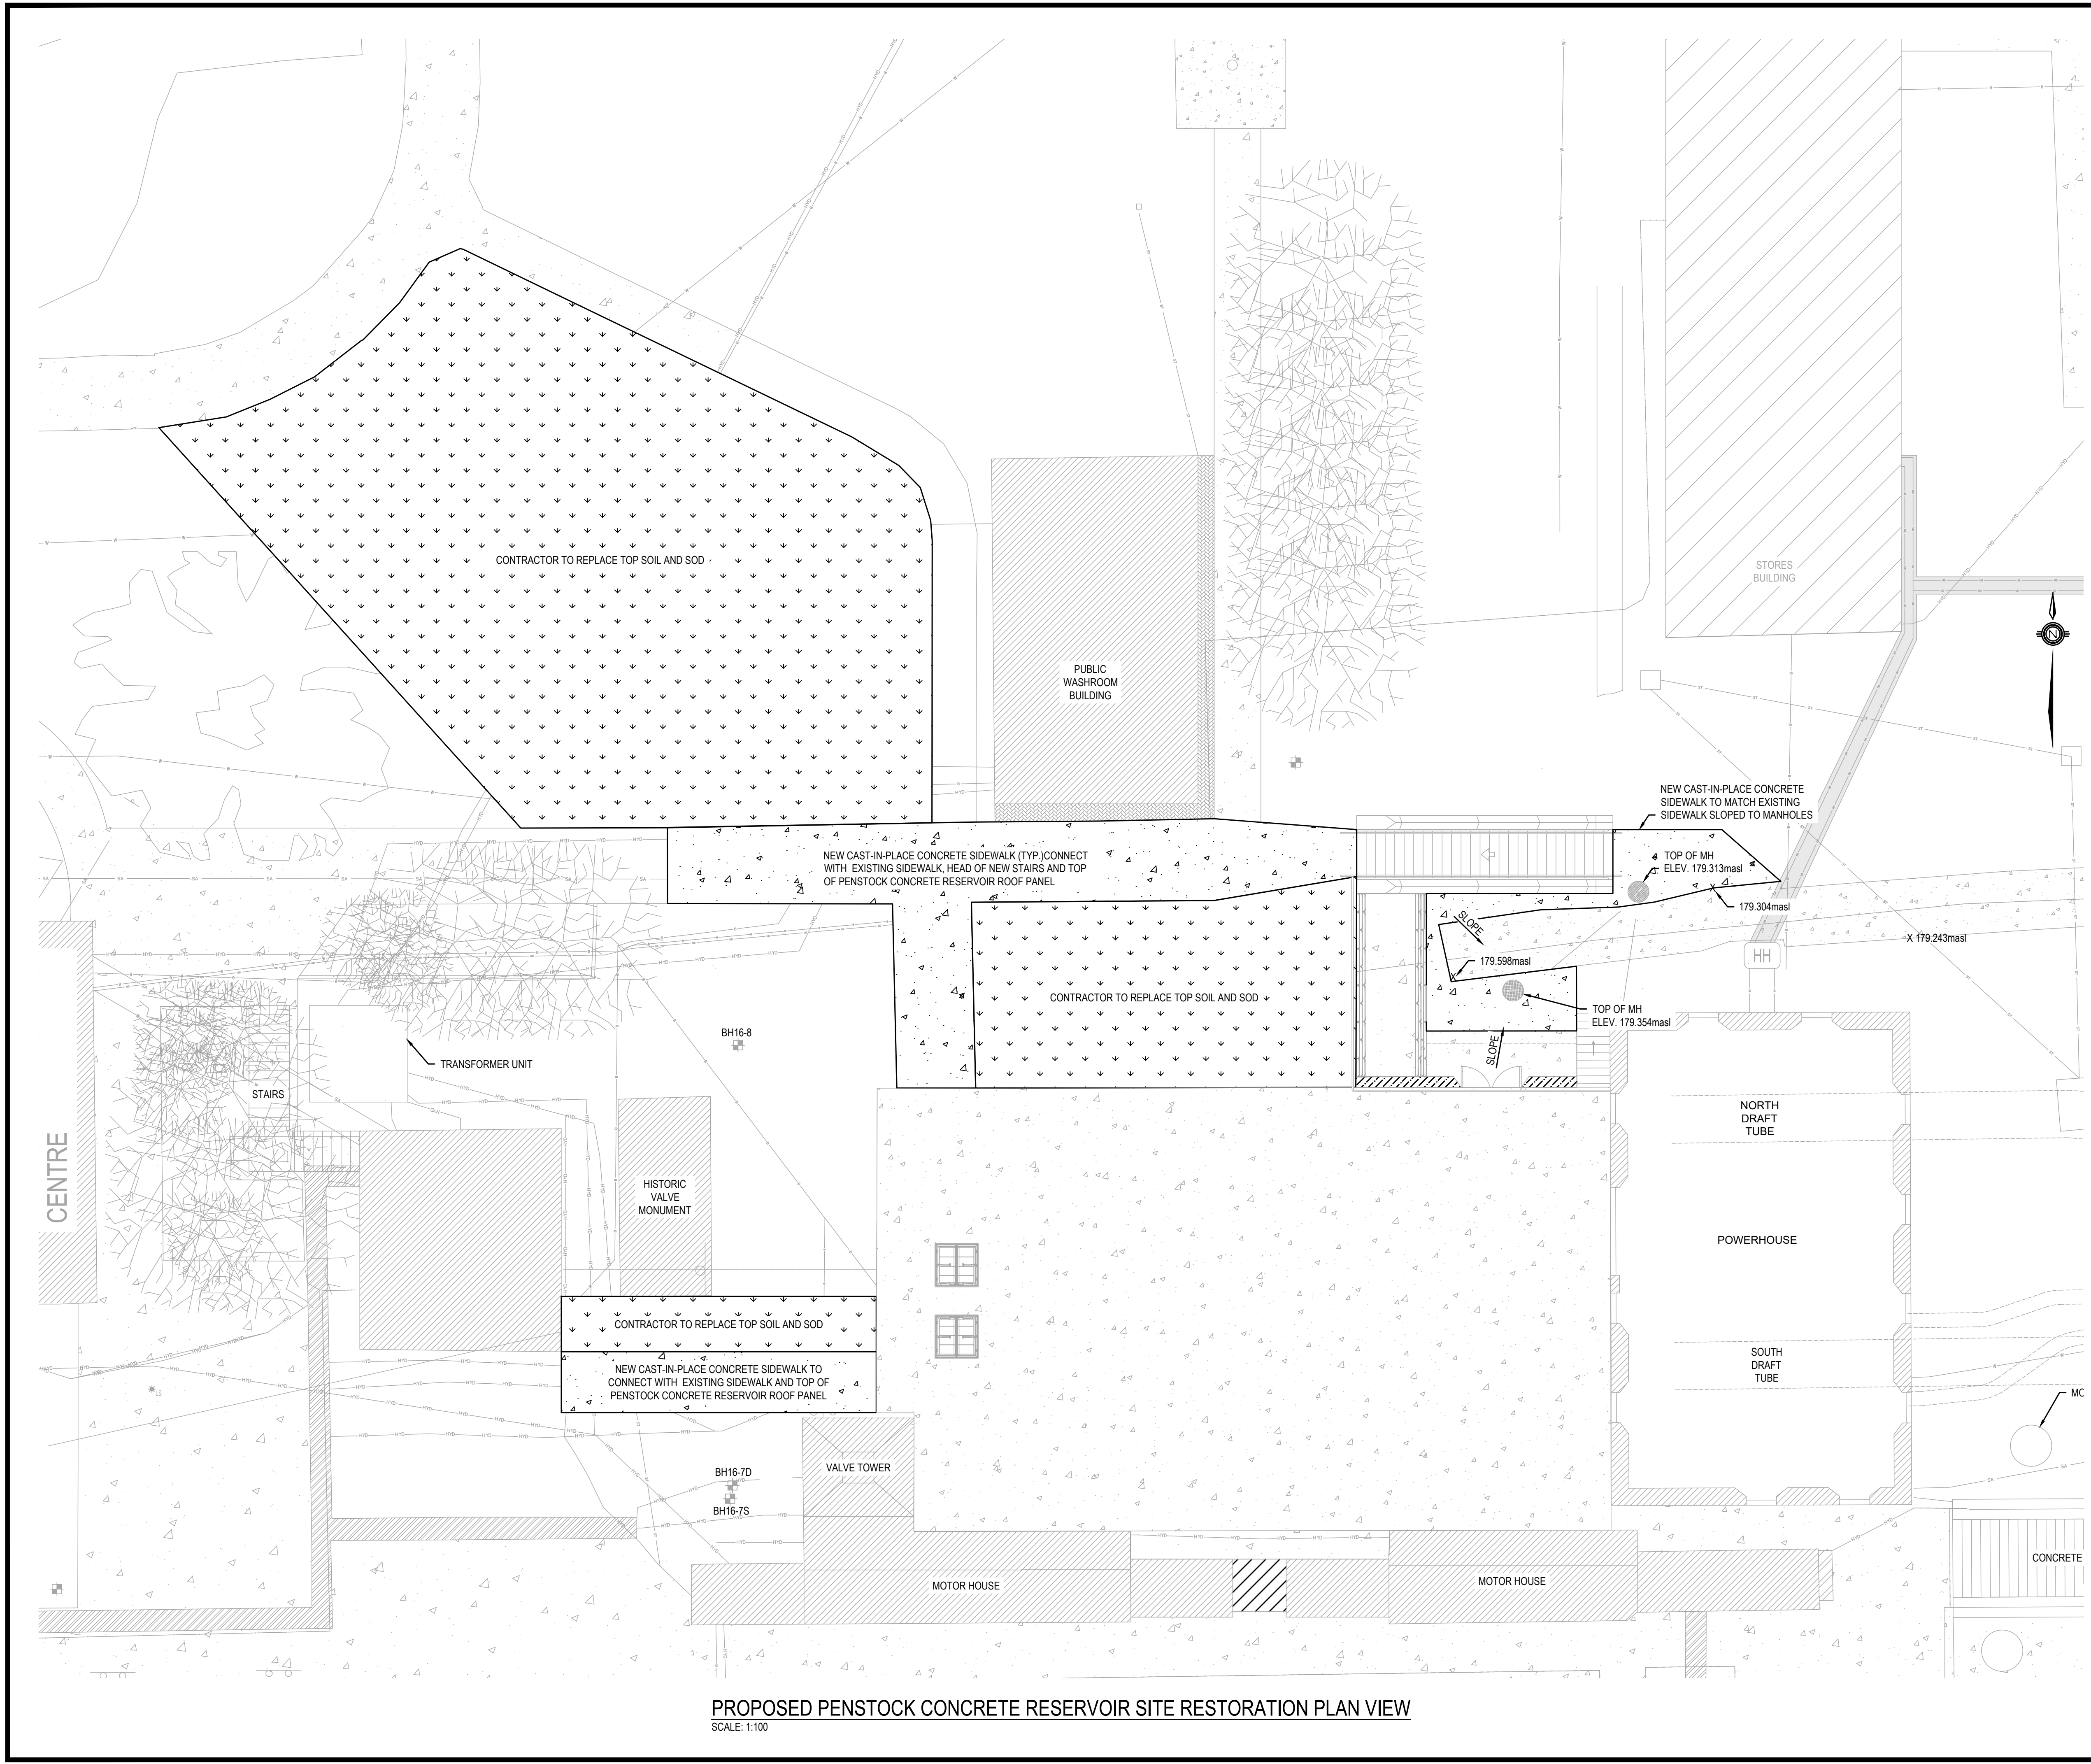 CONTRACTOR TO REPLACE TOP SOIL AND SOD
STORES
BUILDING
N
PUBLIC
WASHROOM
BUILDING
NEW CAST-IN-PLACE CONCRETE
SIDEWALK TO MATCH EXISTING
SIDEWALK SLOPED TO MANHOLES
NEW CAST-IN-PLACE CONCRETE SIDEWALK (TYP.)CONNECT
WITH EXISTING SIDEWALK, HEAD OF NEW STAIRS AND TOP
OF PENSTOCK CONCRETE RESERVOIR ROOF PANEL
TOP OF MH
ELEV. 179.313masl
179.304masl
SLOPE
X 179.243masl
HH
179.598masl
CONTRACTOR TO REPLACE TOP SOIL AND SOD
TOP OF MH
ELEV. 179.354masl
SLOPE
BH16-8
TRANSFORMER UNIT
STAIRS
CENTRE
NORTH
DRAFT
TUBE
HISTORIC
VALVE
MONUMENT
POWERHOUSE
CONTRACTOR TO REPLACE TOP SOIL AND SOD
NEW CAST-IN-PLACE CONCRETE SIDEWALK TO
CONNECT WITH EXISTING SIDEWALK AND TOP OF
PENSTOCK CONCRETE RESERVOIR ROOF PANEL
SOUTH
DRAFT
TUBE
LS
MO
VALVE TOWER
BH16-7D
BH16-7S
MOTOR HOUSE
MOTOR HOUSE
CONCRETE
PROPOSED PENSTOCK CONCRETE RESERVOIR SITE RESTORATION PLAN VIEW
SCALE: 1:100